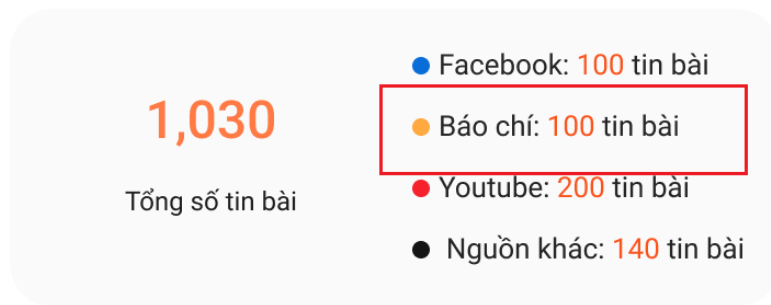 1,030
Tổng số tin bài
Facebook: 100 tin bài
Báo chí: 100 tin bài
Youtube: 200 tin bài
Nguồn khác: 140 tin bài